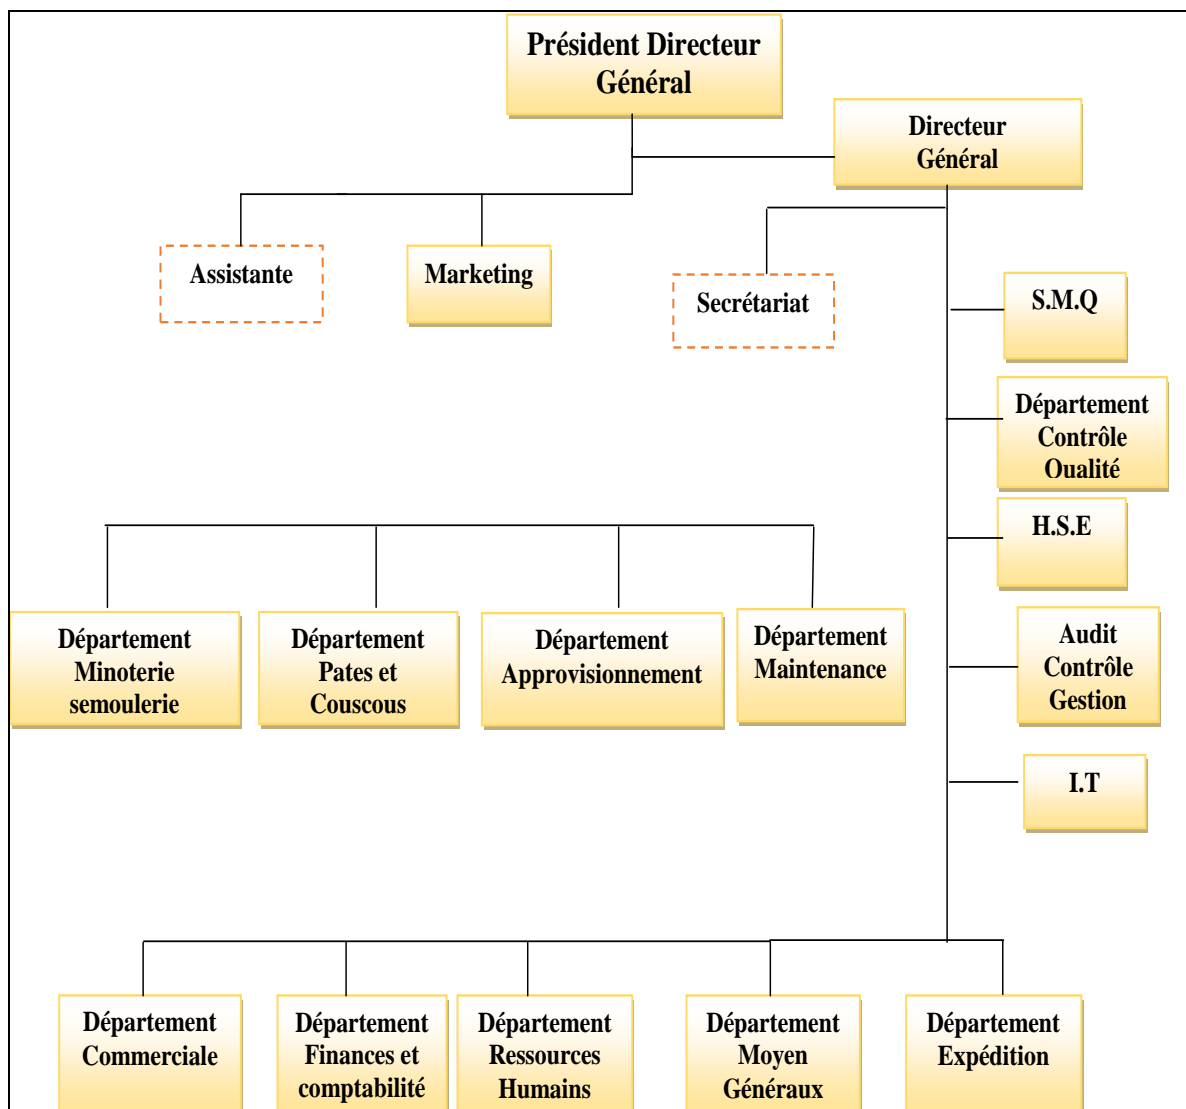 Président Directeur
Général
Directeur
Général
Assistante
Marketing
Secrétariat
S.M.Q
Département
Contrôle
Oualité
H.S.E
Département
Minoterie
semoulerie
Département
Pates et
Couscous
Département
Approvisionnement
Département
Maintenance
Audit
Contrôle
Gestion
I.T
Département
Commerciale
Département
Finances et
comptabilité
Département
Ressources
Humains
Département
Moyen
Généraux
Département
Expédition